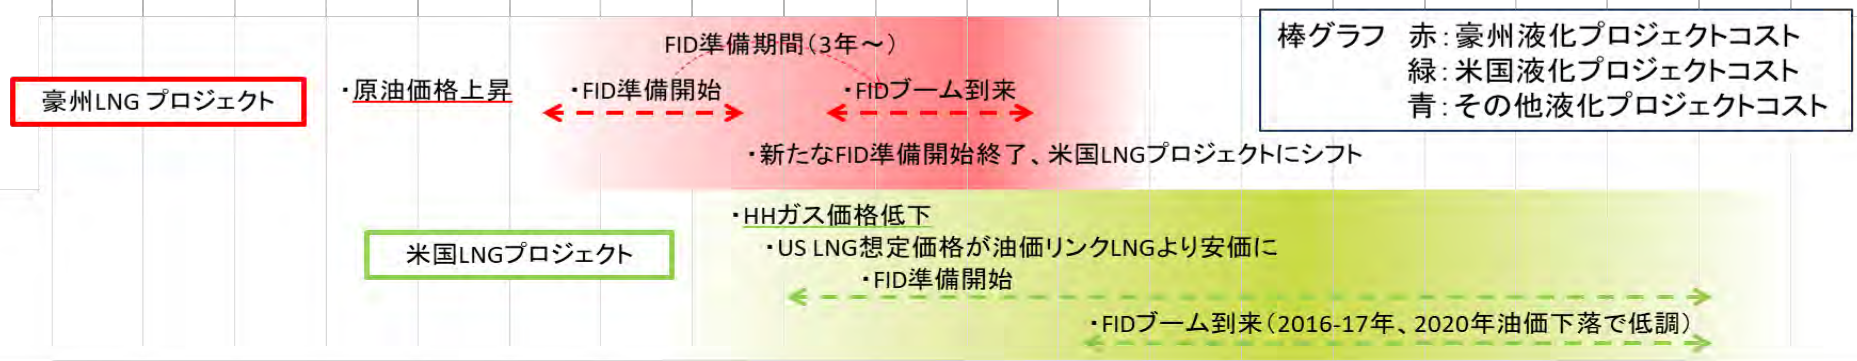 棒グラフ 赤：豪州液化プロジェクトコスト
緑：米国液化プロジェクトコスト
青：その他液化プロジェクトコスト
FID準備期間（3年～）
豪州LNG プロジェクト
・原油価格上昇
・FID準備開始
・FIDブーム到来
・新たなFID準備開始終了、米国LNGプロジェクトにシフト
米国LNGプロジェクト
・HHガス価格低下
・US LNG想定価格が油価リンクLNGより安価に
・FID準備開始
・FIDブーム到来（2016-17年、2020年油価下落で低調）